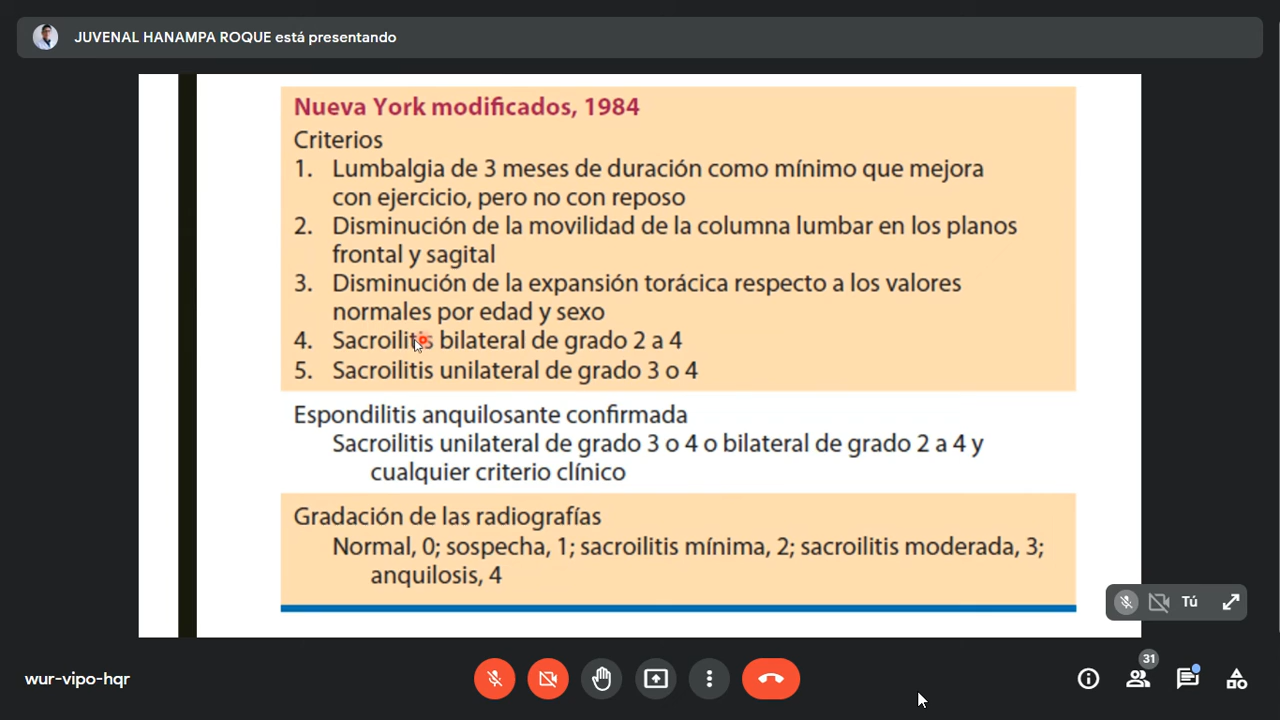 JUVENAL HANAMPA ROQUE está presentando
Nueva York modificados, 1984
Criterios
1. Lumbalgia de 3 meses de duración como mínimo que mejora
con ejercicio, pero no con reposo
2. Disminución de la movilidad de la columna lumbar en los planos
frontal y sagital
3. Disminución de la expansión torácica respecto a los valores
normales por edad y sexo
4. Sacroilitis bilateral de grado 2 a 4
5. Sacroilitis unilateral de grado 3 o 4
Espondilitis anquilosante confirmada
Sacroilitis unilateral de grado 3 o 4 o bilateral de grado 2 a 4 y
cualquier criterio clínico
Gradación de las radiografías
Normal, 0; sospecha, 1; sacroilitis mínima, 2; sacroilitis moderada, 3;
anquilosis, 4
Tú
wur-vipo-hqr
31